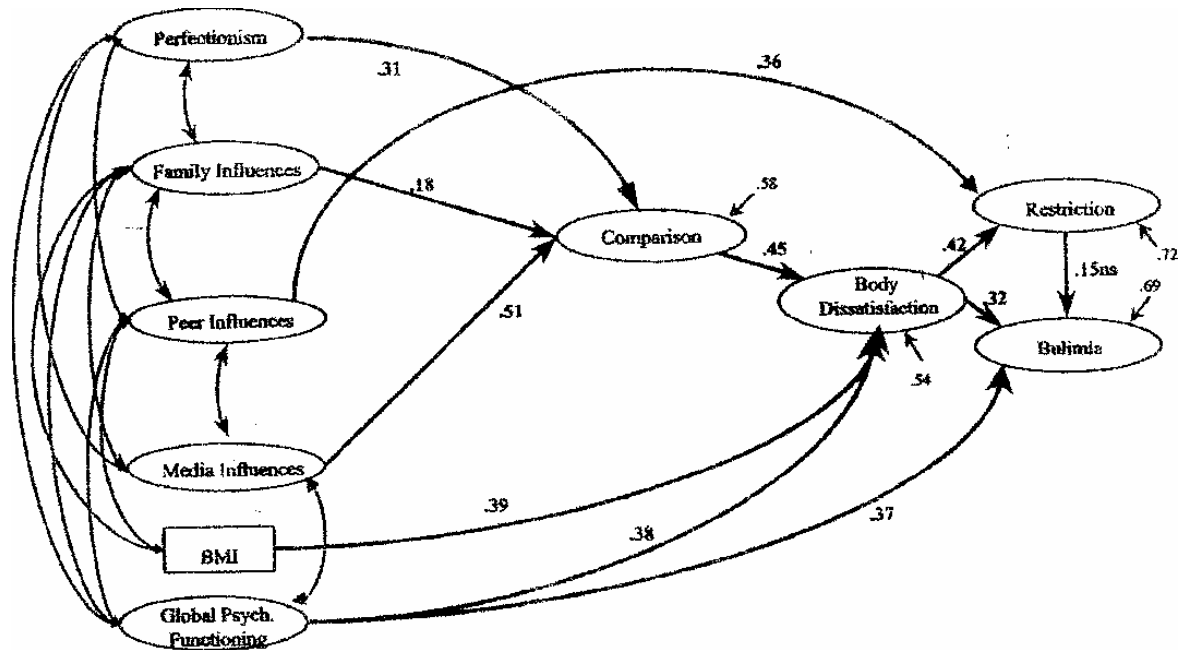 Perfectionism
.31
.36
Family Influences
.18
.58
Restriction
Comparison
.45
.42
.72
.15ns
Body
Dissatisfaction
.69
.32
Peer Influences
.51
Bulimia
.54
Media Influences
.39
.37
BMI
.38
Global Psych.
Functioning